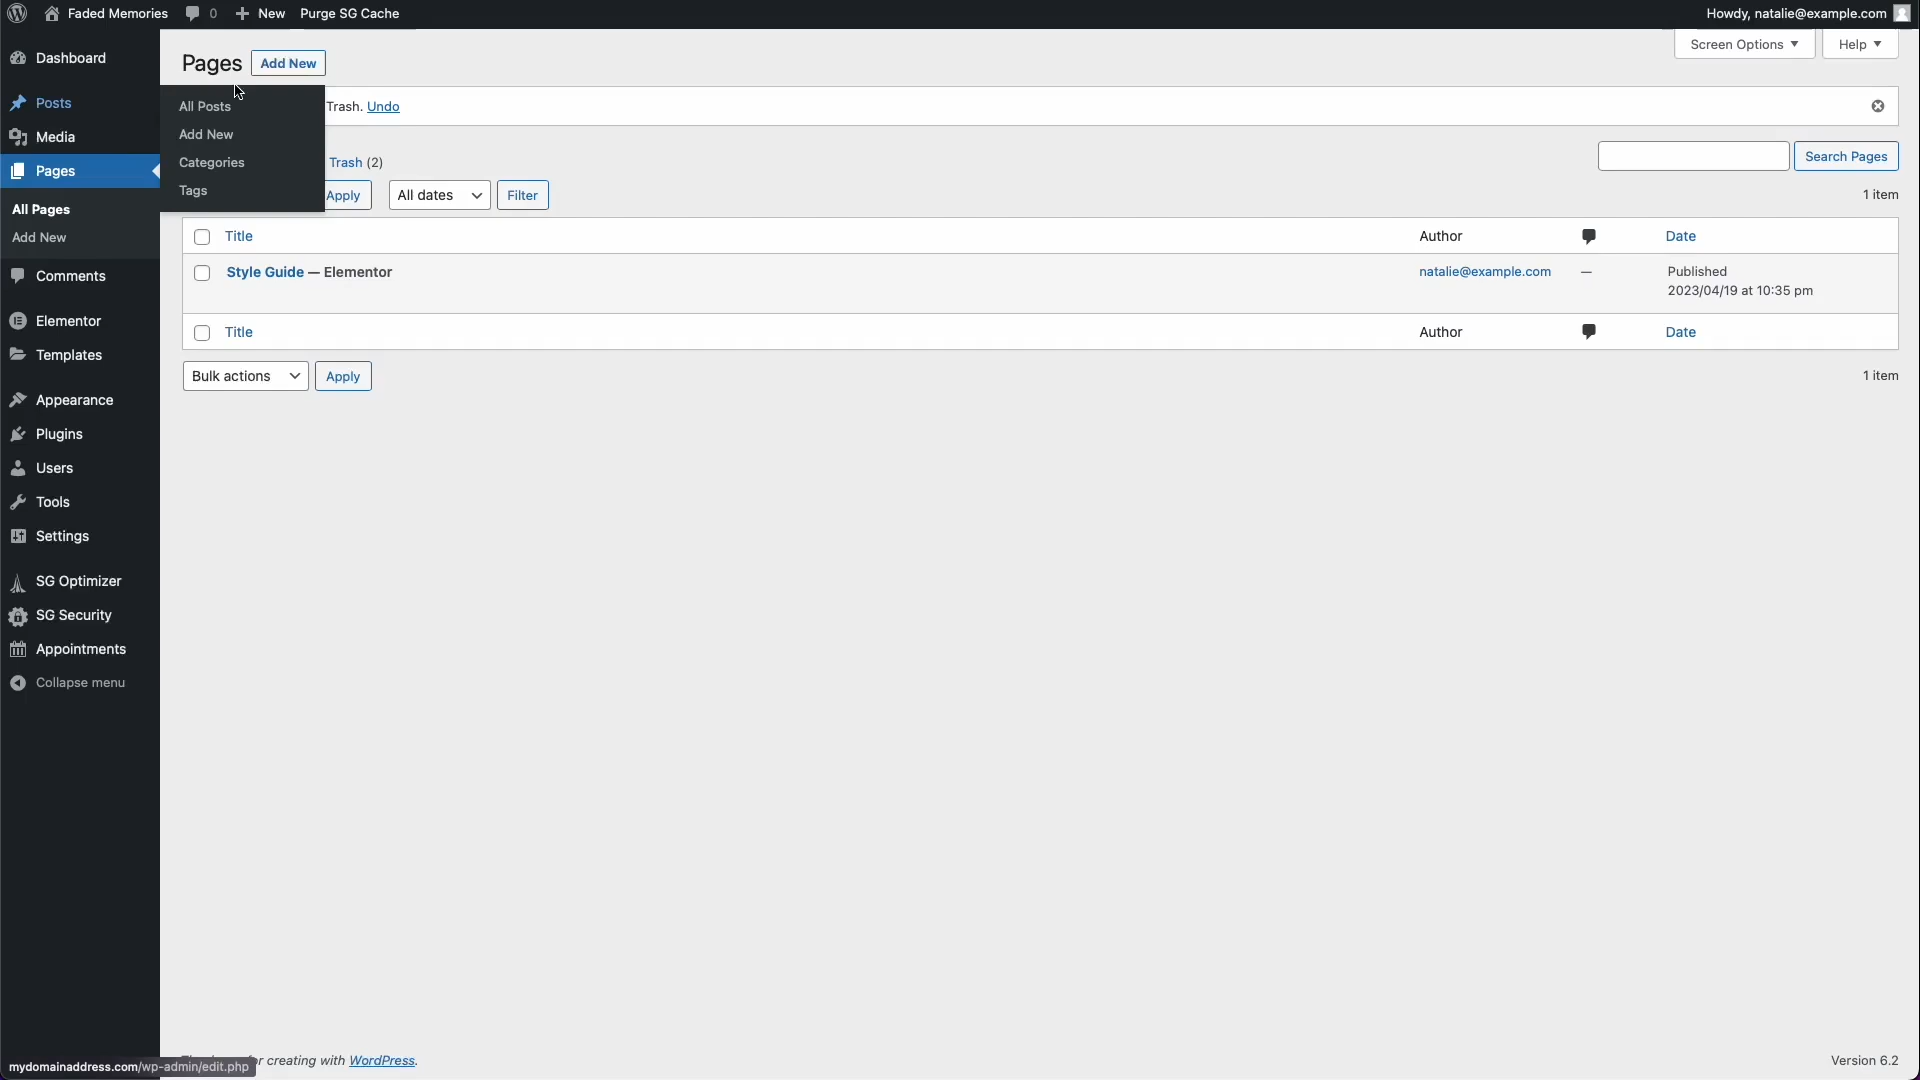 Faded Memories 0 New Purge SG Cache Howdy, natalie@example.com
Dashboard
Posts
Media
Pages
All Pages
Add New
Comments
Elementor
Templates
Appearance
Plugins
Users
Tools
Settings
SG Optimizer
SG Security
Appointments
Collapse menu
Pages Add New
Screen Options Help
All Posts
Add New
Categories
Tags
Trash. Undo
Trash (2)
Search Pages
Apply All dates Filter
1 item
Title Author Date
Style Guide — Elementor natalie@example.com — Published
2023/04/19 at 10:35 pm
Title Author Date
Bulk actions Apply
1 item
for creating with WordPress.
Version 6.2
mydomainaddress.com/wp-admin/edit.php